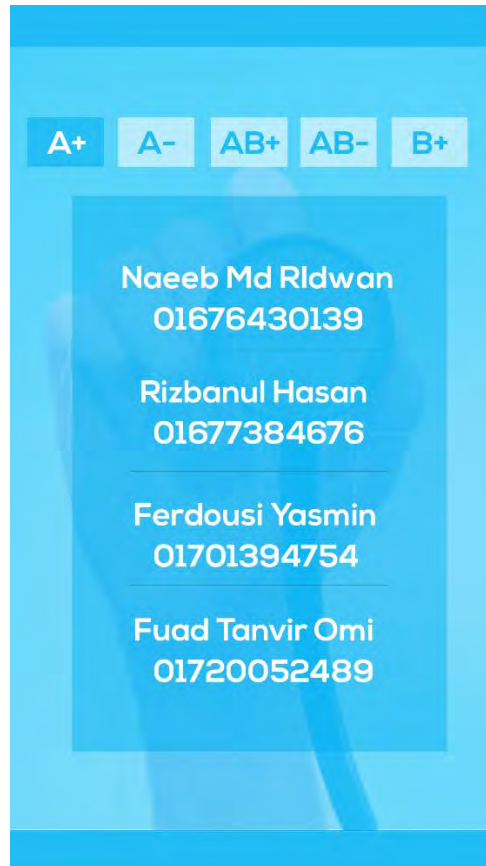 A+ A- AB+ AB- B+
Naeeb Md RIdwan
01676430139
Rizbanul Hasan
01677384676
Ferdousi Yasmin
01701394754
Fuad Tanvir Omi
01720052489